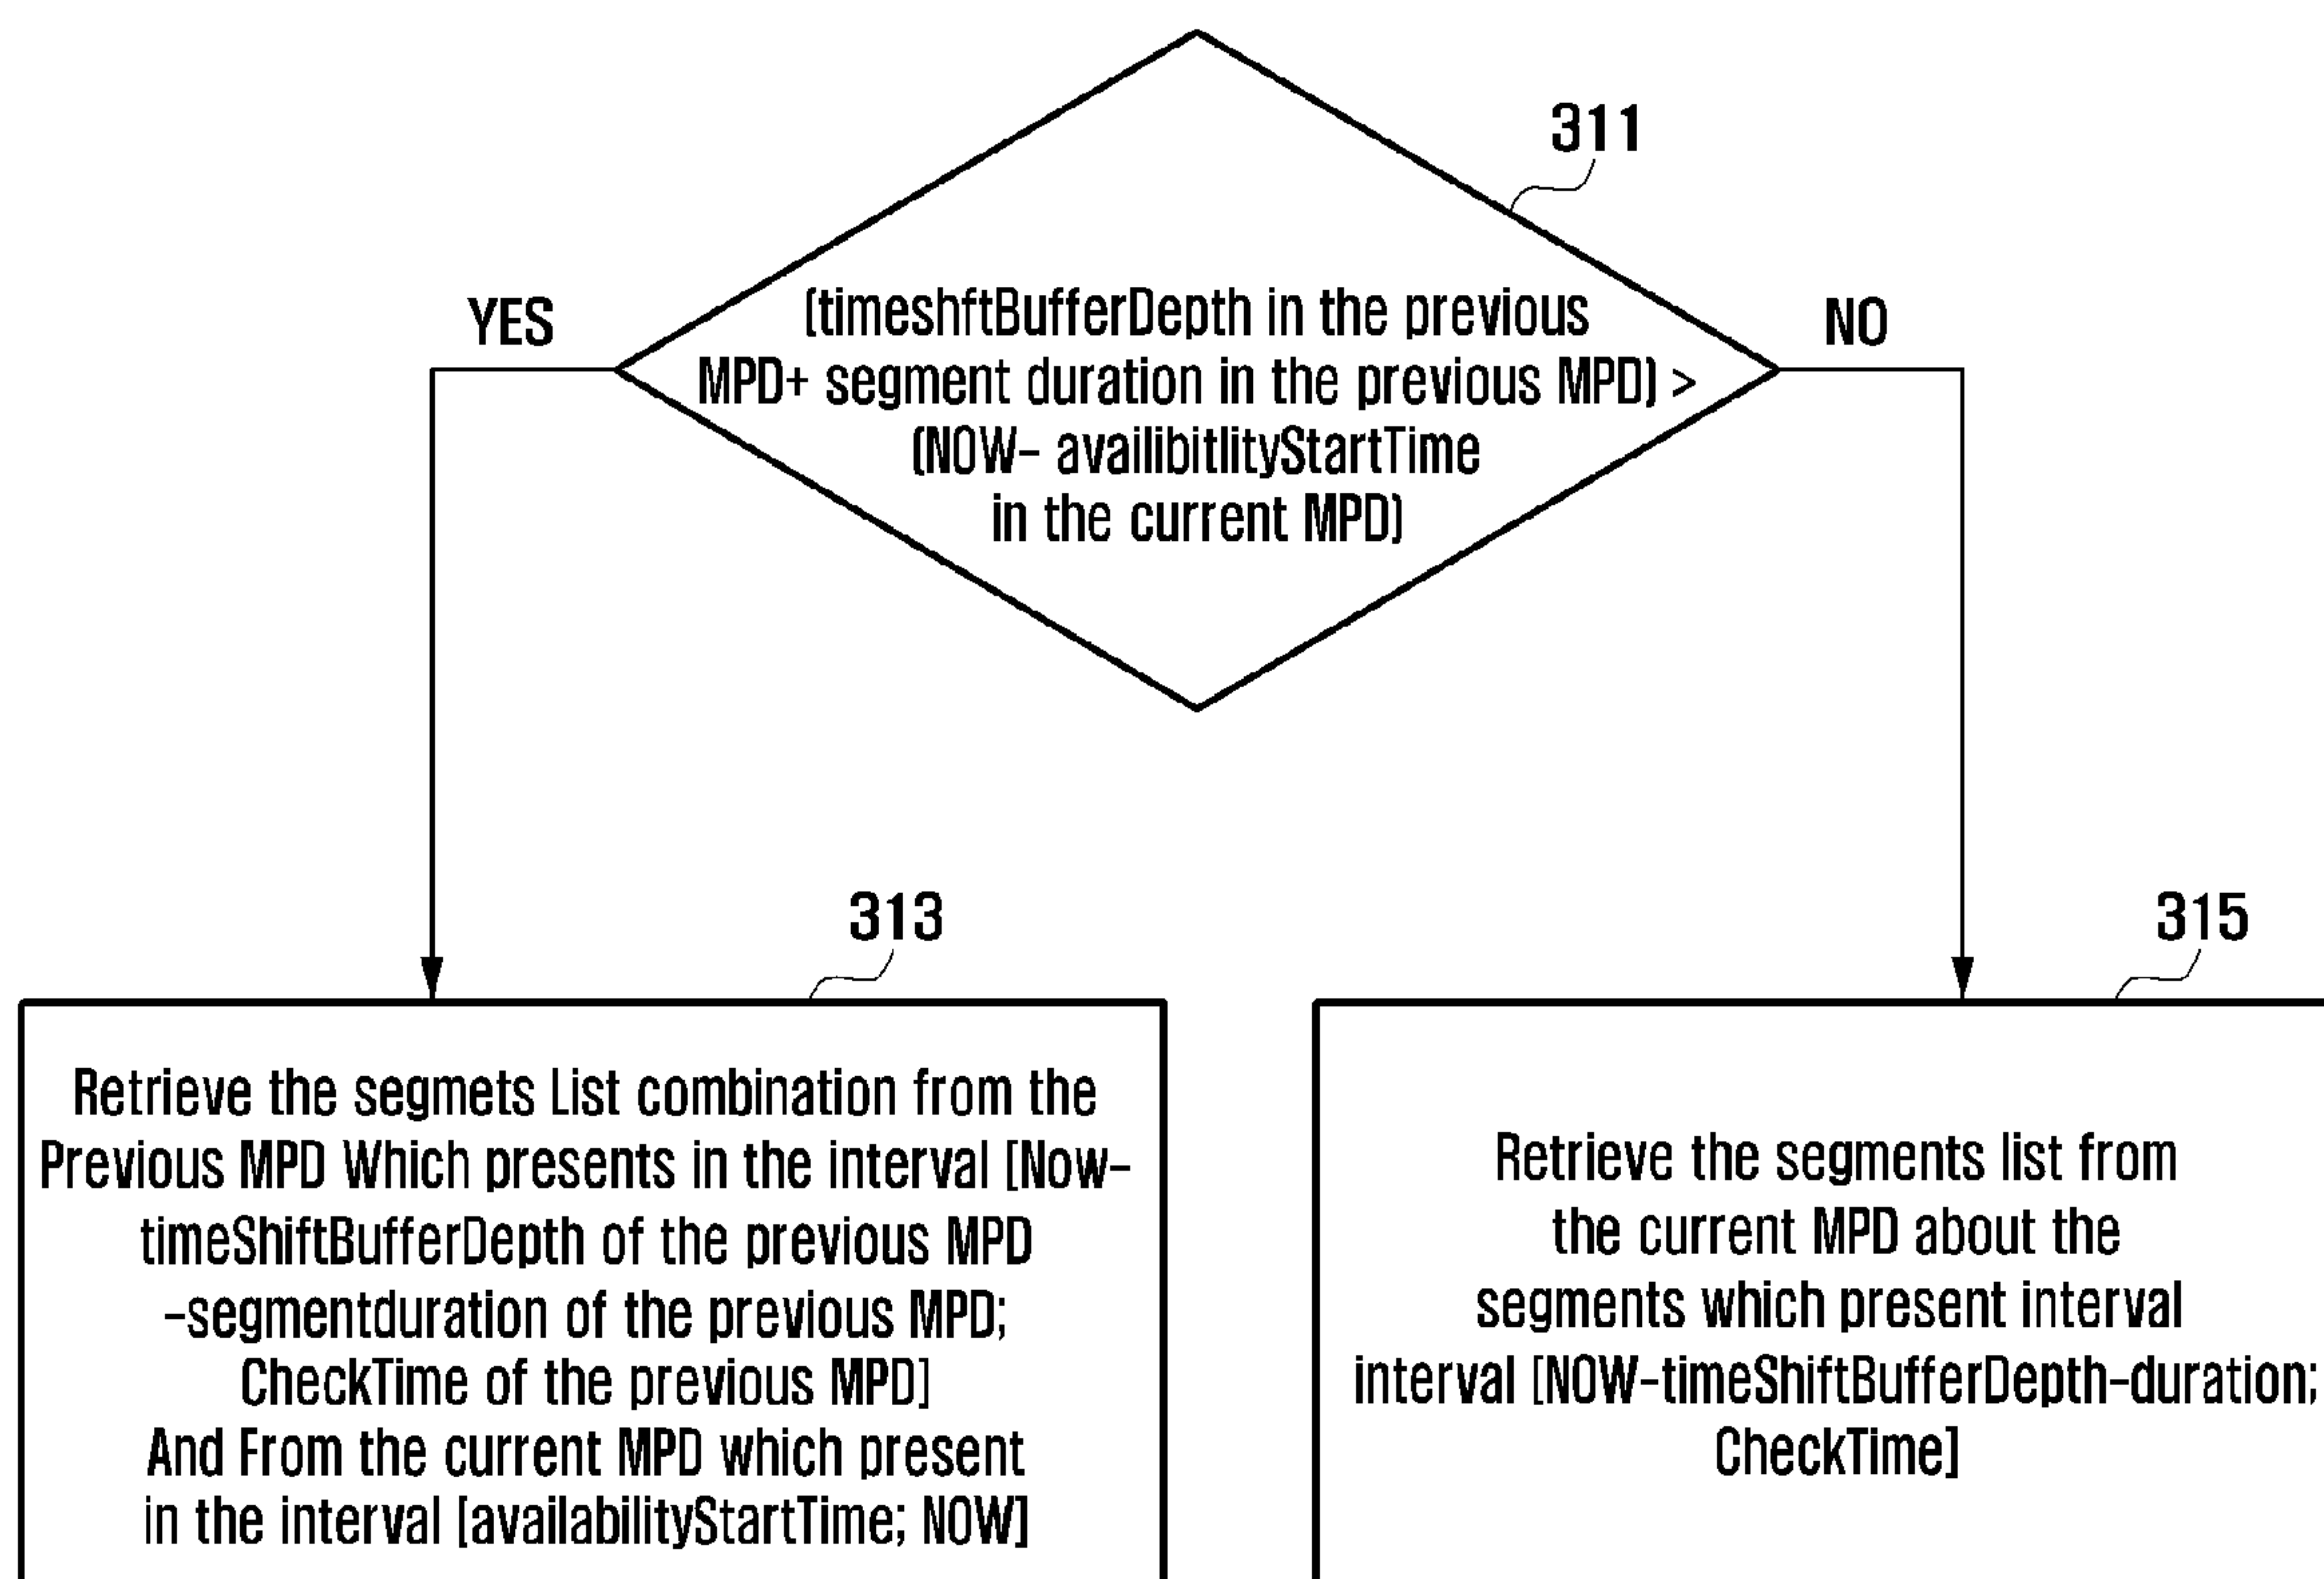 311
YES
NO
(timeshftBufferDepth in the previous
MPD+ segment duration in the previous MPD) >
(NOW- availibitlityStartTime
in the current MPD)
313
Retrieve the segmets List combination from the
Previous MPD Which presents in the interval [Now-
timeShiftBufferDepth of the previous MPD
-segmentduration of the previous MPD;
CheckTime of the previous MPD]
And From the current MPD which present
in the interval [availabilityStartTime; NOW]
315
Retrieve the segments list from
the current MPD about the
segments which present interval
interval [NOW-timeShiftBufferDepth-duration;
CheckTime]